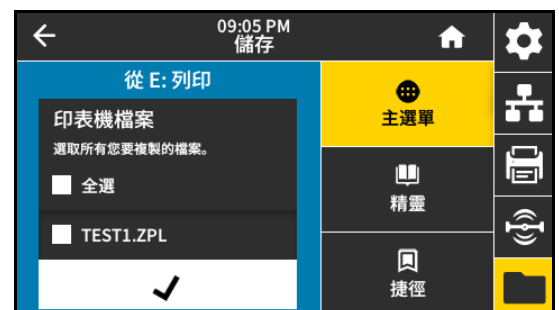 09:05 PM
儲存
從 E: 列印
印表機檔案
選取所有您要複製的檔案。
全選
TEST1.ZPL
主選單
精靈
捷徑